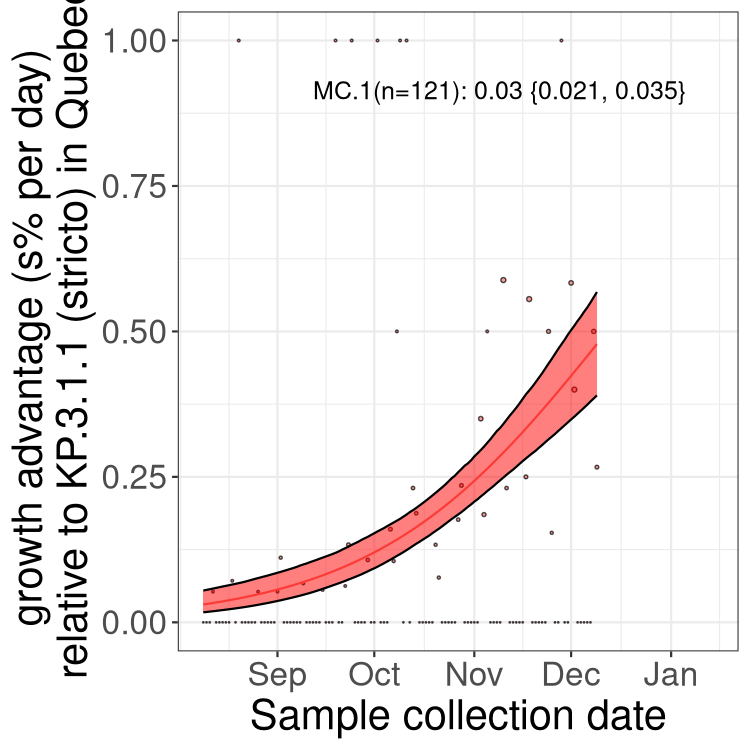 growth advantage (s% per day)
relative to KP.3.1.1 (stricto) in Quebec
1.00
0.75
0.50
0.25
0.00
MC.1(n=121): 0.03 {0.021, 0.035}
Sep Oct Nov Dec Jan
Sample collection date